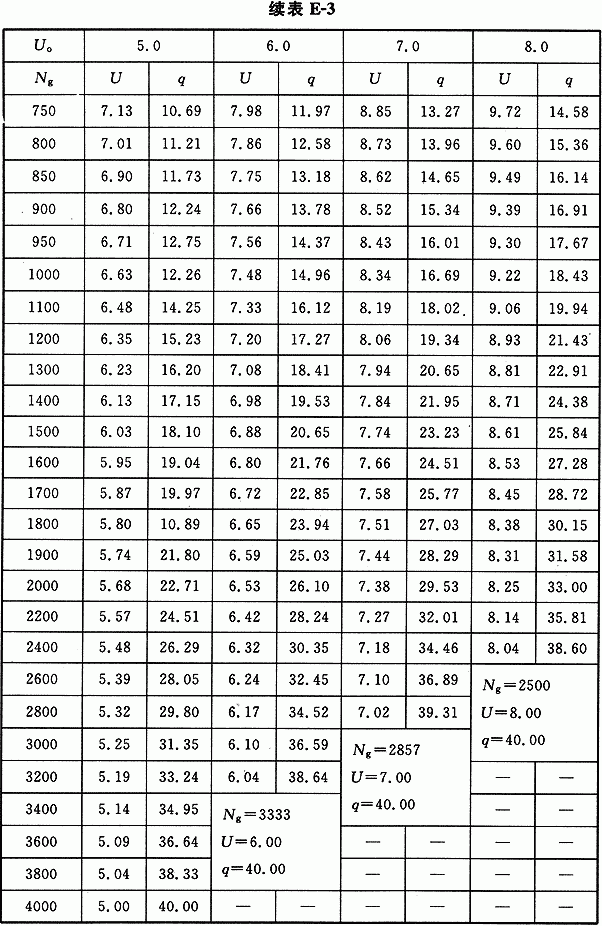 续表 E-3
U₀ 5.0 6.0 7.0 8.0
Ng U q U q U q U q
750 7.13 10.69 7.98 11.97 8.85 13.27 9.72 14.58
800 7.01 11.21 7.86 12.58 8.73 13.96 9.60 15.36
850 6.90 11.73 7.75 13.18 8.62 14.65 9.49 16.14
900 6.80 12.24 7.66 13.78 8.52 15.34 9.39 16.91
950 6.71 12.75 7.56 14.37 8.43 16.01 9.30 17.67
1000 6.63 12.26 7.48 14.96 8.34 16.69 9.22 18.43
1100 6.48 14.25 7.33 16.12 8.19 18.02 9.06 19.94
1200 6.35 15.23 7.20 17.27 8.06 19.34 8.93 21.43
1300 6.23 16.20 7.08 18.41 7.94 20.65 8.81 22.91
1400 6.13 17.15 6.98 19.53 7.84 21.95 8.71 24.38
1500 6.03 18.10 6.88 20.65 7.74 23.23 8.61 25.84
1600 5.95 19.04 6.80 21.76 7.66 24.51 8.53 27.28
1700 5.87 19.97 6.72 22.85 7.58 25.77 8.45 28.72
1800 5.80 10.89 6.65 23.94 7.51 27.03 8.38 30.15
1900 5.74 21.80 6.59 25.03 7.44 28.29 8.31 31.58
2000 5.68 22.71 6.53 26.10 7.38 29.53 8.25 33.00
2200 5.57 24.51 6.42 28.24 7.27 32.01 8.14 35.81
2400 5.48 26.29 6.32 30.35 7.18 34.46 8.04 38.60
2600 5.39 28.05 6.24 32.45 7.10 36.89 Ng=2500
2800 5.32 29.80 6.17 34.52 7.02 39.31 U=8.00
q=40.00
3000 5.25 31.35 6.10 36.59 Ng=2857
3200 5.19 33.24 6.04 38.64 U=7.00 — —
3400 5.14 34.95 Ng=3333 q=40.00 — —
3600 5.09 36.64 U=6.00 — — — —
3800 5.04 38.33 q=40.00 — — — —
4000 5.00 40.00 — — — — — —